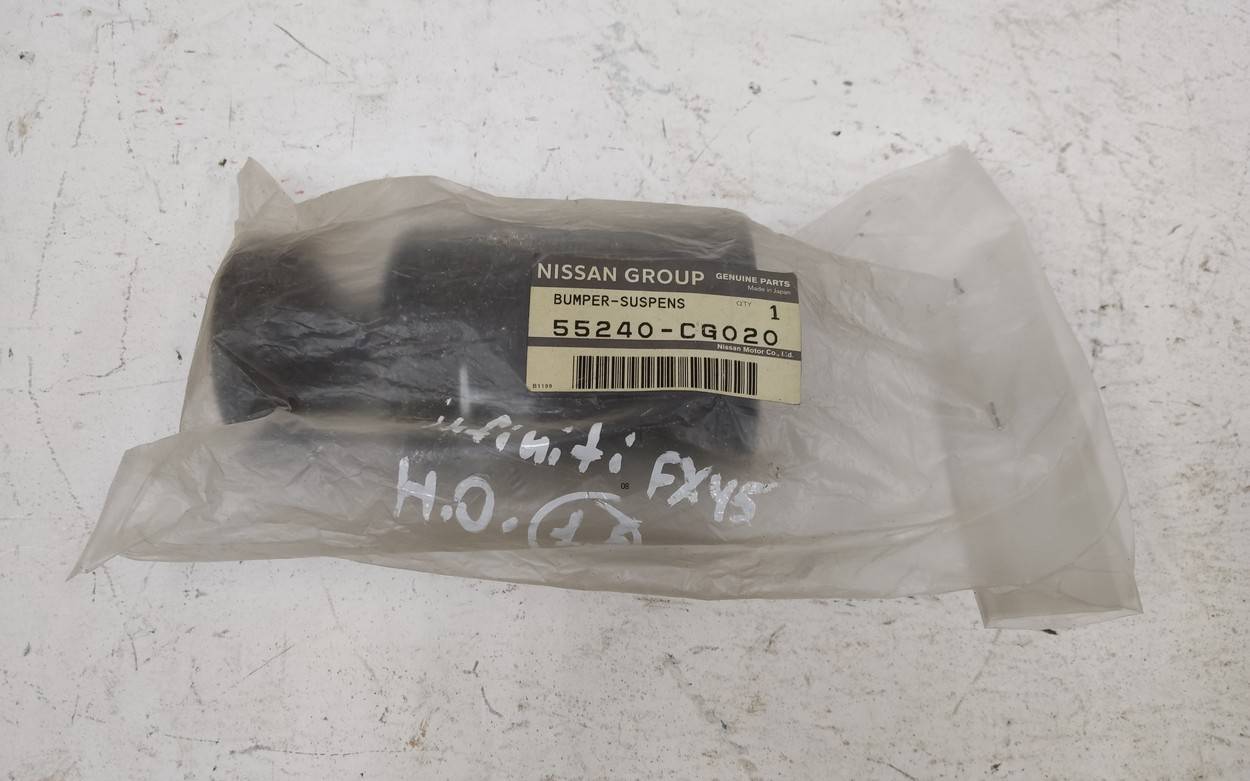 NISSAN GROUP GENUINE PARTS
Made in Japan
BUMPER-SUSPENS QTY 1
55240-CG020
Nissan Motor Co., Ltd.
B1199
infiniti
FX45
H.O.
08